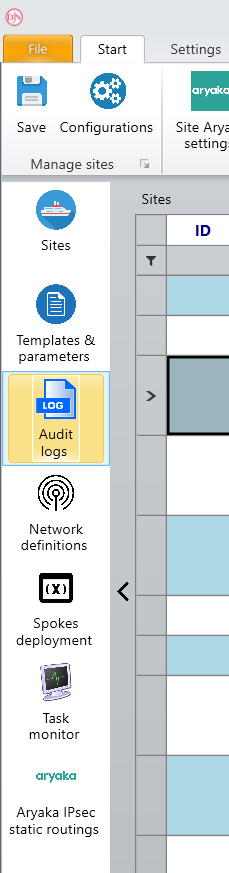 File
Start
Settings
Save
Configurations
aryaka
Site Arya
settings
Manage sites
Sites
Templates &
parameters
LOG
Audit
logs
Network
definitions
(X)
Spokes
deployment
Task
monitor
aryaka
Aryaka IPsec
static routings
Sites
ID